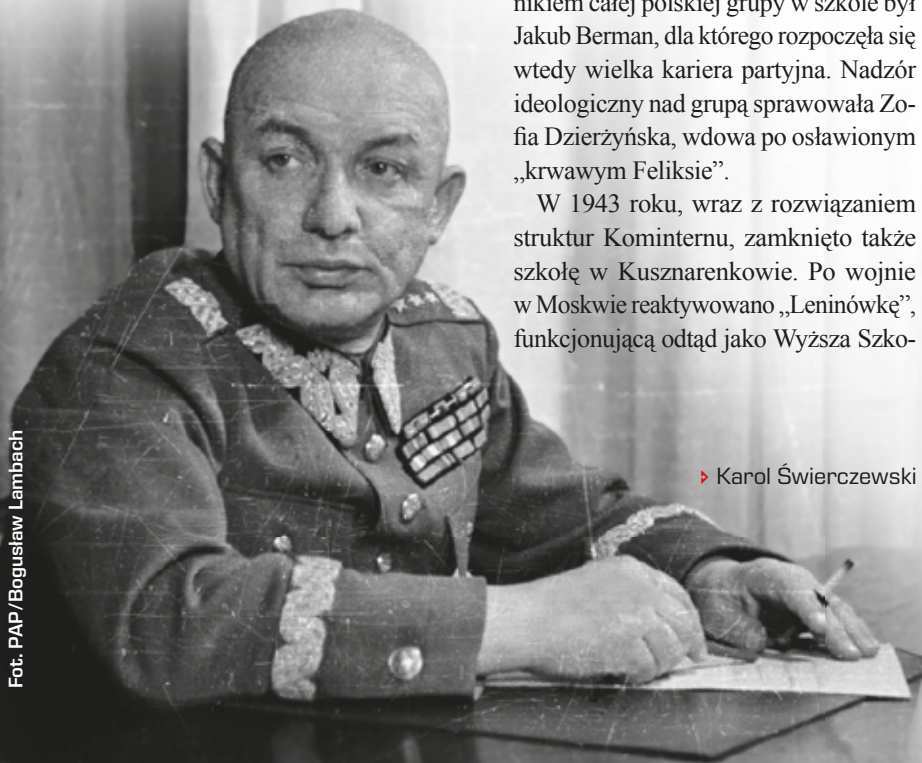 nikiem całej polskiej grupy w szkole był
Jakub Berman, dla którego rozpoczęła się
wtedy wielka kariera partyjna. Nadzór
ideologiczny nad grupą sprawowała Zo-
fia Dzierżyńska, wdowa po osławionym
„krwawym Feliksie”.
W 1943 roku, wraz z rozwiązaniem
struktur Kominternu, zamknięto także
szkołę w Kusznarenkowie. Po wojnie
w Moskwie reaktywowano „Leninówkę”,
funkcjonującą odtąd jako Wyższa Szko-
Karol Świerczewski
Fot. PAP/Bogusław Lambach